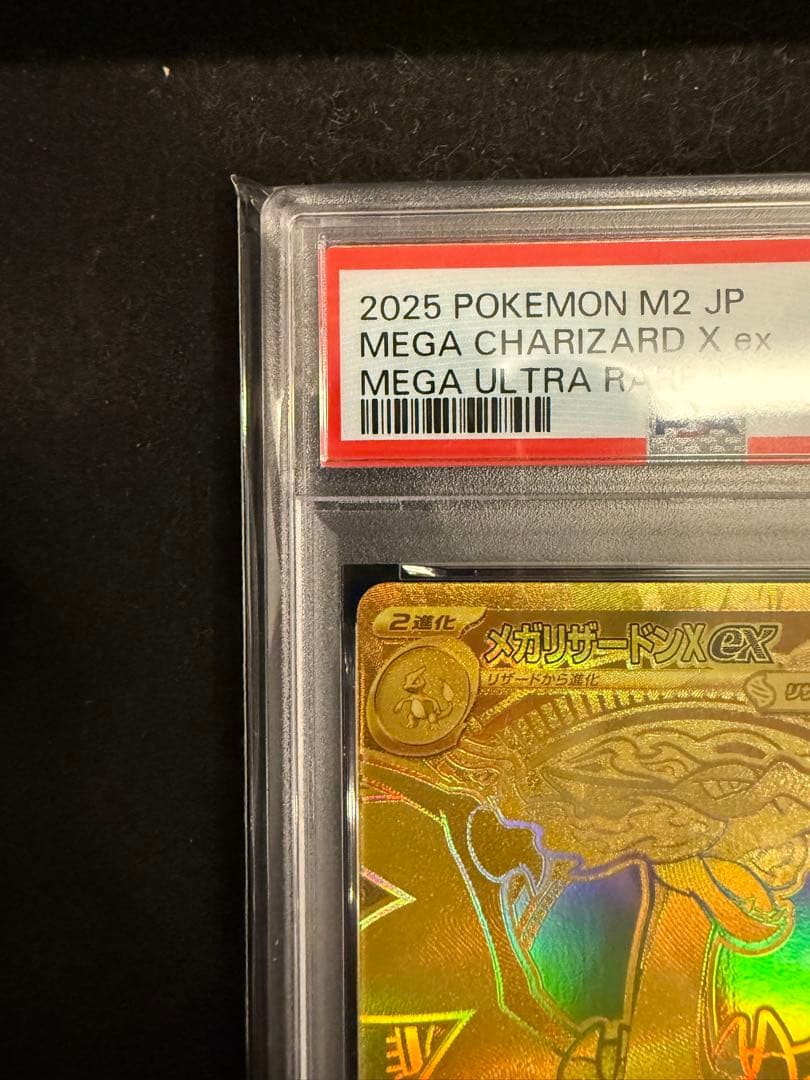 2025 POKEMON M2 JP
MEGA CHARIZARD X ex
MEGA ULTRA RARE
2進化
メガリザードンXex
リザードから進化